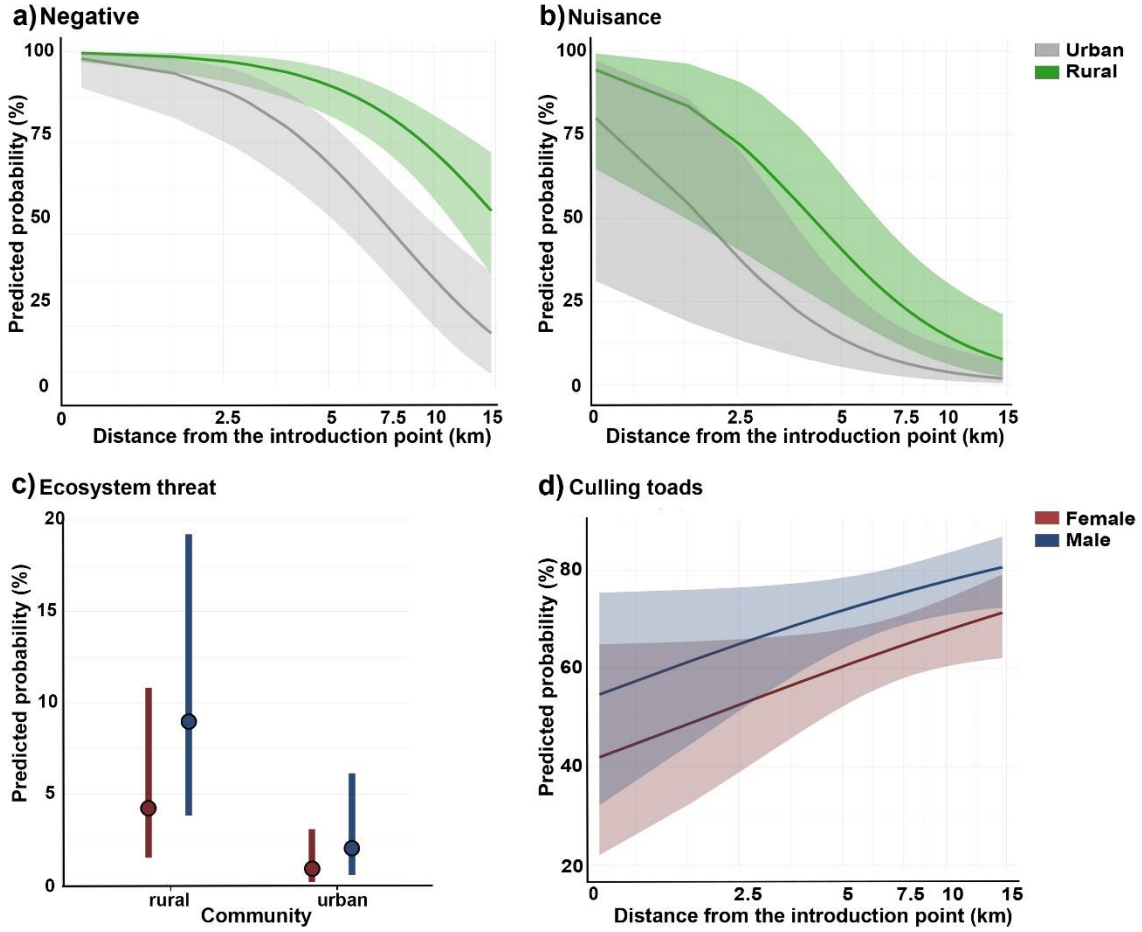 a) Negative
100
75
50
25
0
Predicted probability (%)
0 2.5 5 7.5 10 15
Distance from the introduction point (km)
b) Nuisance
100
75
50
25
0
Predicted probability (%)
0 2.5 5 7.5 10 15
Distance from the introduction point (km)
Urban
Rural
c) Ecosystem threat
20
15
10
5
0
Predicted probability (%)
rural urban
Community
d) Culling toads
80
60
40
20
Predicted probability (%)
0 2.5 5 7.5 10 15
Distance from the introduction point (km)
Female
Male